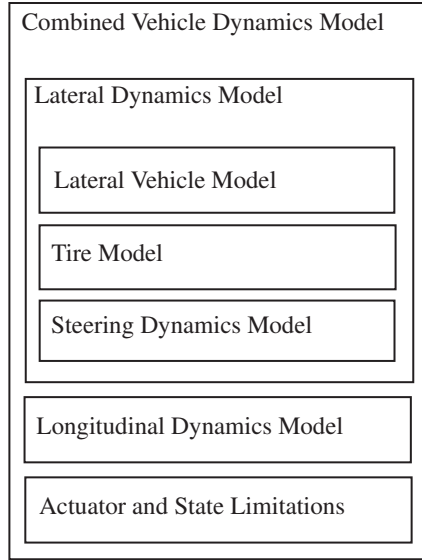 Combined Vehicle Dynamics Model
Lateral Dynamics Model
Lateral Vehicle Model
Tire Model
Steering Dynamics Model
Longitudinal Dynamics Model
Actuator and State Limitations